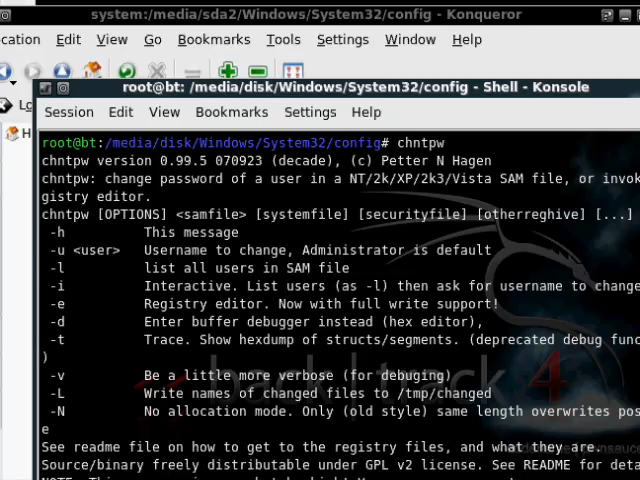 system:/media/sda2/Windows/System32/config - Konqueror
ocation Edit View Go Bookmarks Tools Settings Window Help
root@bt: /media/disk/Windows/System32/config - Shell - Konsole
Session Edit View Bookmarks Settings Help
root@bt:/media/disk/Windows/System32/config# chntpw
chntpw version 0.99.5 070923 (decade), (c) Petter N Hagen
chntpw: change password of a user in a NT/2k/XP/2k3/Vista SAM file, or invok
gistry editor.
chntpw [OPTIONS] <samfile> [systemfile] [securityfile] [otherreghive] [...]
-h This message
-u <user> Username to change, Administrator is default
-l list all users in SAM file
-i Interactive. List users (as -l) then ask for username to change
-e Registry editor. Now with full write support!
-d Enter buffer debugger instead (hex editor),
-t Trace. Show hexdump of structs/segments. (deprecated debug func
)
-v Be a little more verbose (for debuging)
-L Write names of changed files to /tmp/changed
-N No allocation mode. Only (old style) same length overwrites pos
e
back | track 4
See readme file on how to get to the registry files, and what they are.
Source/binary freely distributable under GPL v2 license. See README for deta